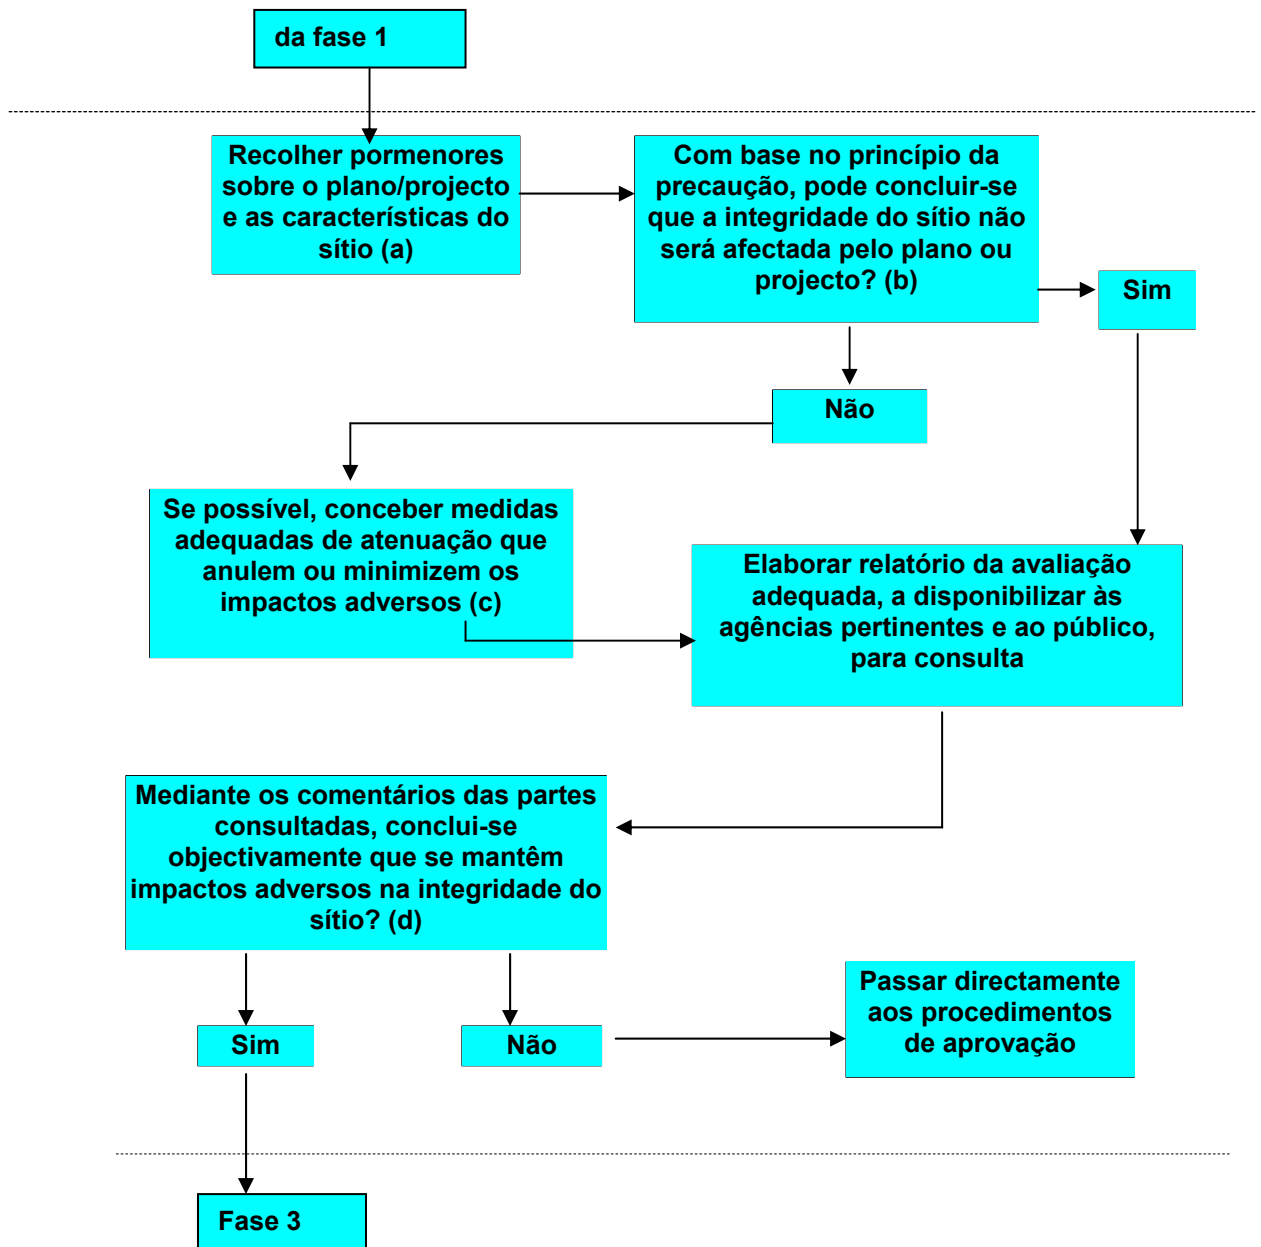 da fase 1
Recolher pormenores
sobre o plano/projecto
e as características do
sítio (a)
Com base no princípio da
precaução, pode concluir-se
que a integridade do sítio não
será afectada pelo plano ou
projecto? (b)
Sim
Não
Se possível, conceber medidas
adequadas de atenuação que
anulem ou minimizem os
impactos adversos (c)
Elaborar relatório da avaliação
adequada, a disponibilizar às
agências pertinentes e ao público,
para consulta
Mediante os comentários das partes
consultadas, conclui-se
objectivamente que se mantêm
impactos adversos na integridade do
sítio? (d)
Passar directamente
aos procedimentos
de aprovação
Sim
Não
Fase 3